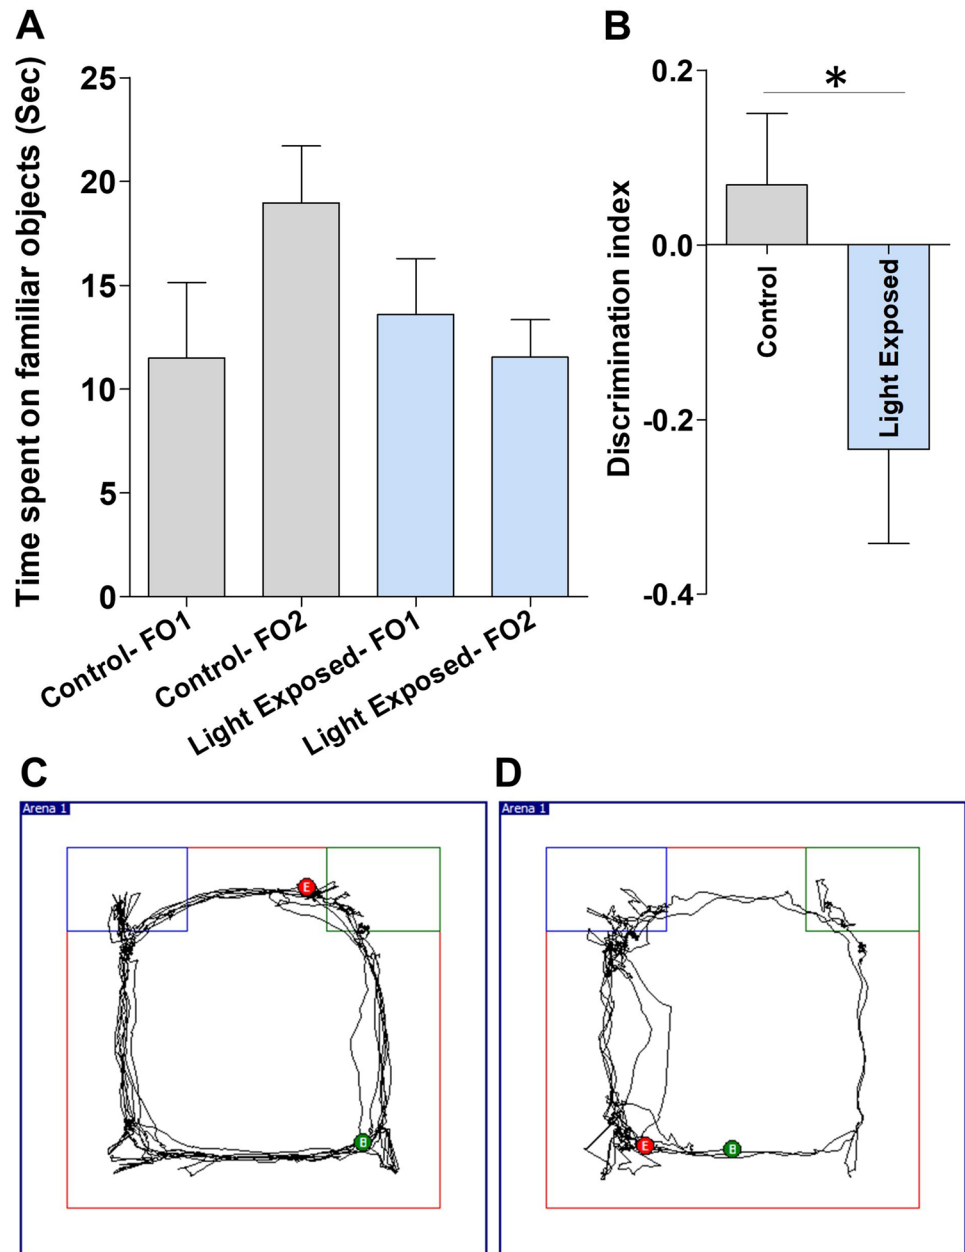 A
Time spent on familiar objects (Sec)
25
20
15
10
5
0
Control- FO1
Control- FO2
Light Exposed- FO1
Light Exposed- FO2
B
*
Discrimination index
0.2
0.0
-0.2
-0.4
Control
Light Exposed
C
Arena 1
E
B
D
Arena 1
E
B